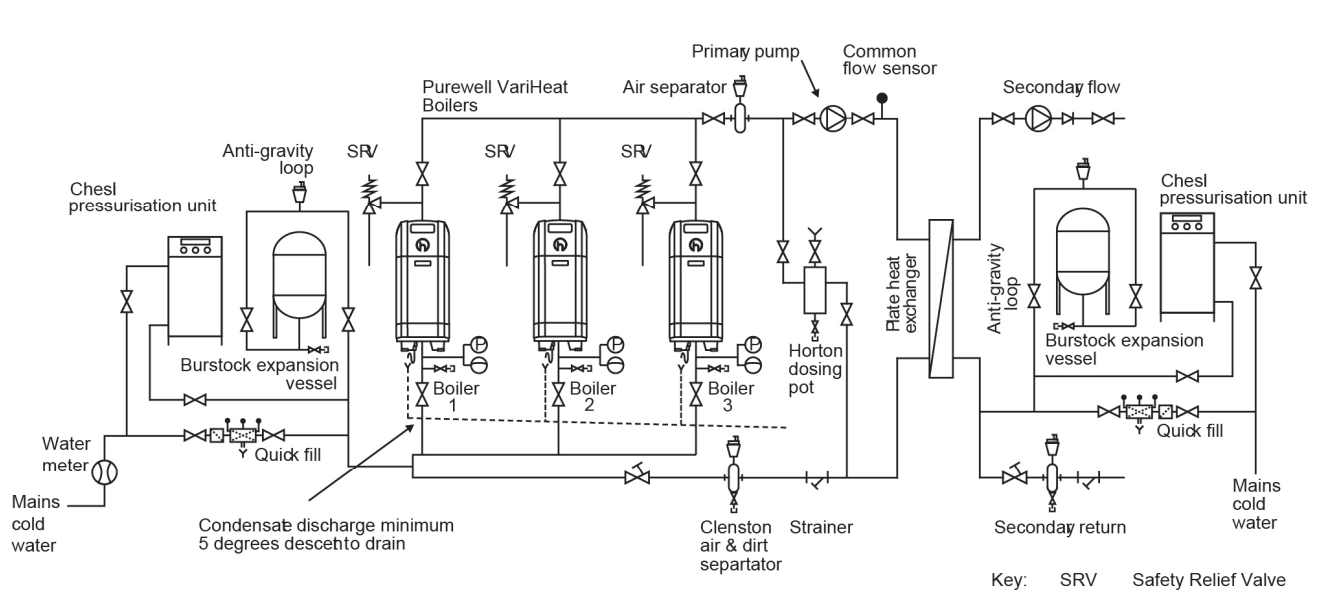 Primary pump
Common
flow sensor
Purewell VariHeat
Boilers
Air separator
Secondary flow
Anti-gravity
loop
SRV
SRV
SRV
Chesl
pressurisation unit
Chesl
pressurisation unit
Plate heat
exchanger
Anti-gravity
loop
Burstock expansion
vessel
P
P
P
Horton
dosing
pot
Burstock expansion
vessel
Boiler
1
Boiler
2
Boiler
3
Water
meter
Quick fill
Quick fill
Mains
cold
water
Condensate discharge minimum
5 degrees descent to drain
Clenston
air & dirt
separtator
Strainer
Secondary return
Mains
cold
water
Key: SRV Safety Relief Valve